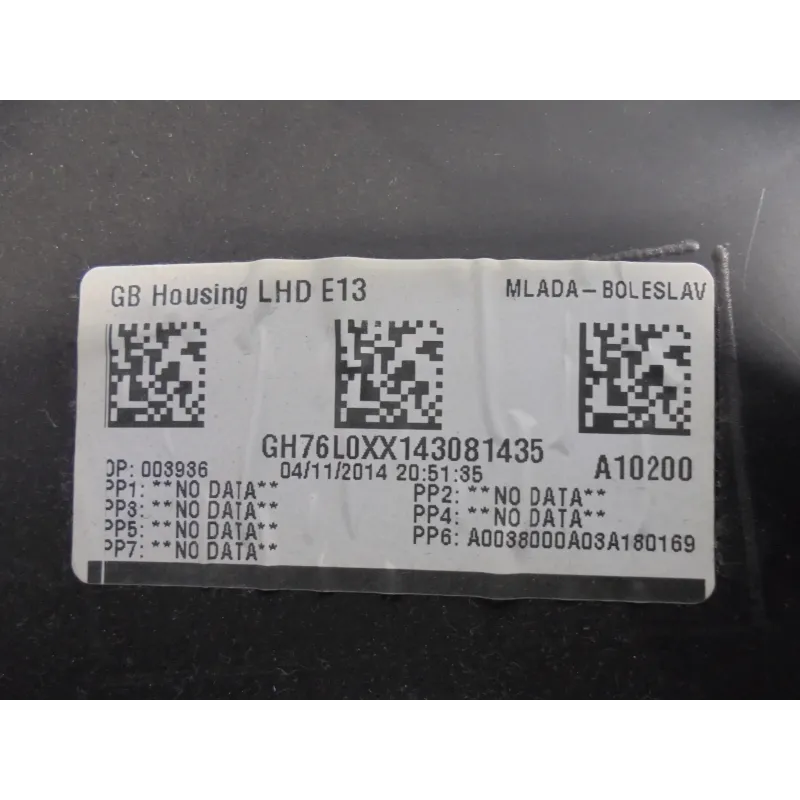 GB Housing LHD E13 MLADA-BOLESLAV
GH76L0XX143081435
OP: 003936 04/11/2014 20:51:35 A10200
PP1: **NO DATA** PP2: **NO DATA**
PP3: **NO DATA** PP4: **NO DATA**
PP5: **NO DATA** PP6: A0038000A03A180169
PP7: **NO DATA**